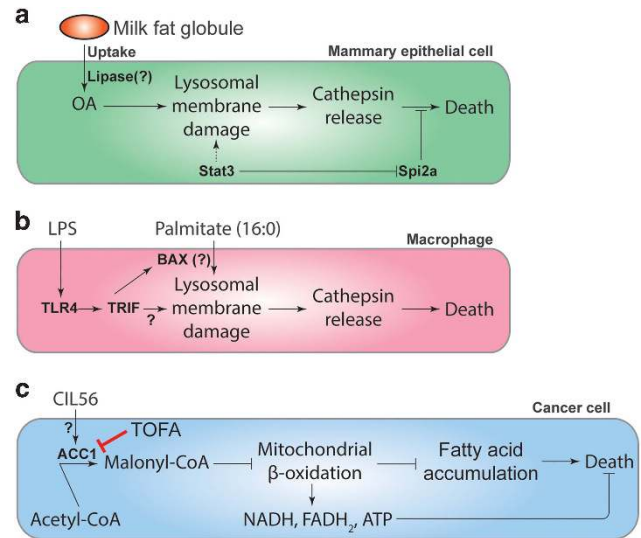 a
Milk fat globule
Uptake
Mammary epithelial cell
Lipase(?)
OA
Lysosomal
membrane
damage
Cathepsin
release
Death
Stat3
Spi2a
b
LPS
Palmitate (16:0)
Macrophage
BAX (?)
TLR4
TRIF
?
Lysosomal
membrane
damage
Cathepsin
release
Death
c
CIL56
Cancer cell
?
TOFA
ACC1
Malonyl-CoA
Mitochondrial
β-oxidation
Fatty acid
accumulation
Death
Acetyl-CoA
NADH, FADH₂, ATP